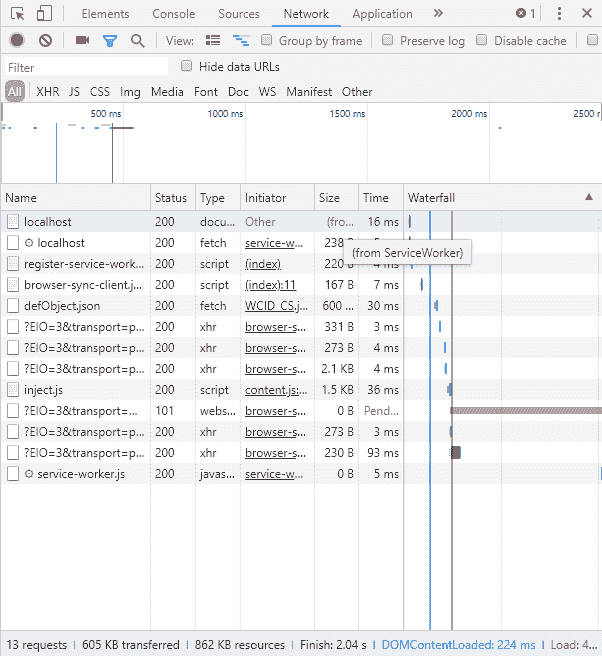 Elements Console Sources Network Application » 1
View: Group by frame Preserve log Disable cache
Filter Hide data URLs
All XHR JS CSS Img Media Font Doc WS Manifest Other
500 ms 1000 ms 1500 ms 2000 ms 2500 r
Name Status Type Initiator Size Time Waterfall
localhost 200 docu... Other (fro... 16 ms
localhost 200 fetch service-w... 238 B
(from ServiceWorker)
register-service-work... 200 script (index) 220
browser-sync-client.j... 200 script (index):11 167 B 7 ms
defObject.json 200 fetch WCID_CS.j... 600 ... 30 ms
?EIO=3&transport=p... 200 xhr browser-s... 331 B 3 ms
?EIO=3&transport=p... 200 xhr browser-s... 273 B 4 ms
?EIO=3&transport=p... 200 xhr browser-s... 2.1 KB 4 ms
inject.js 200 script content.js:... 1.5 KB 36 ms
?EIO=3&transport=... 101 webs... browser-s... 0 B Pend...
?EIO=3&transport=p... 200 xhr browser-s... 273 B 3 ms
?EIO=3&transport=p... 200 xhr browser-s... 230 B 93 ms
service-worker.js 200 javas... service-w... 0 B 5 ms
13 requests | 605 KB transferred | 862 KB resources | Finish: 2.04 s | DOMContentLoaded: 224 ms | Load: 4...